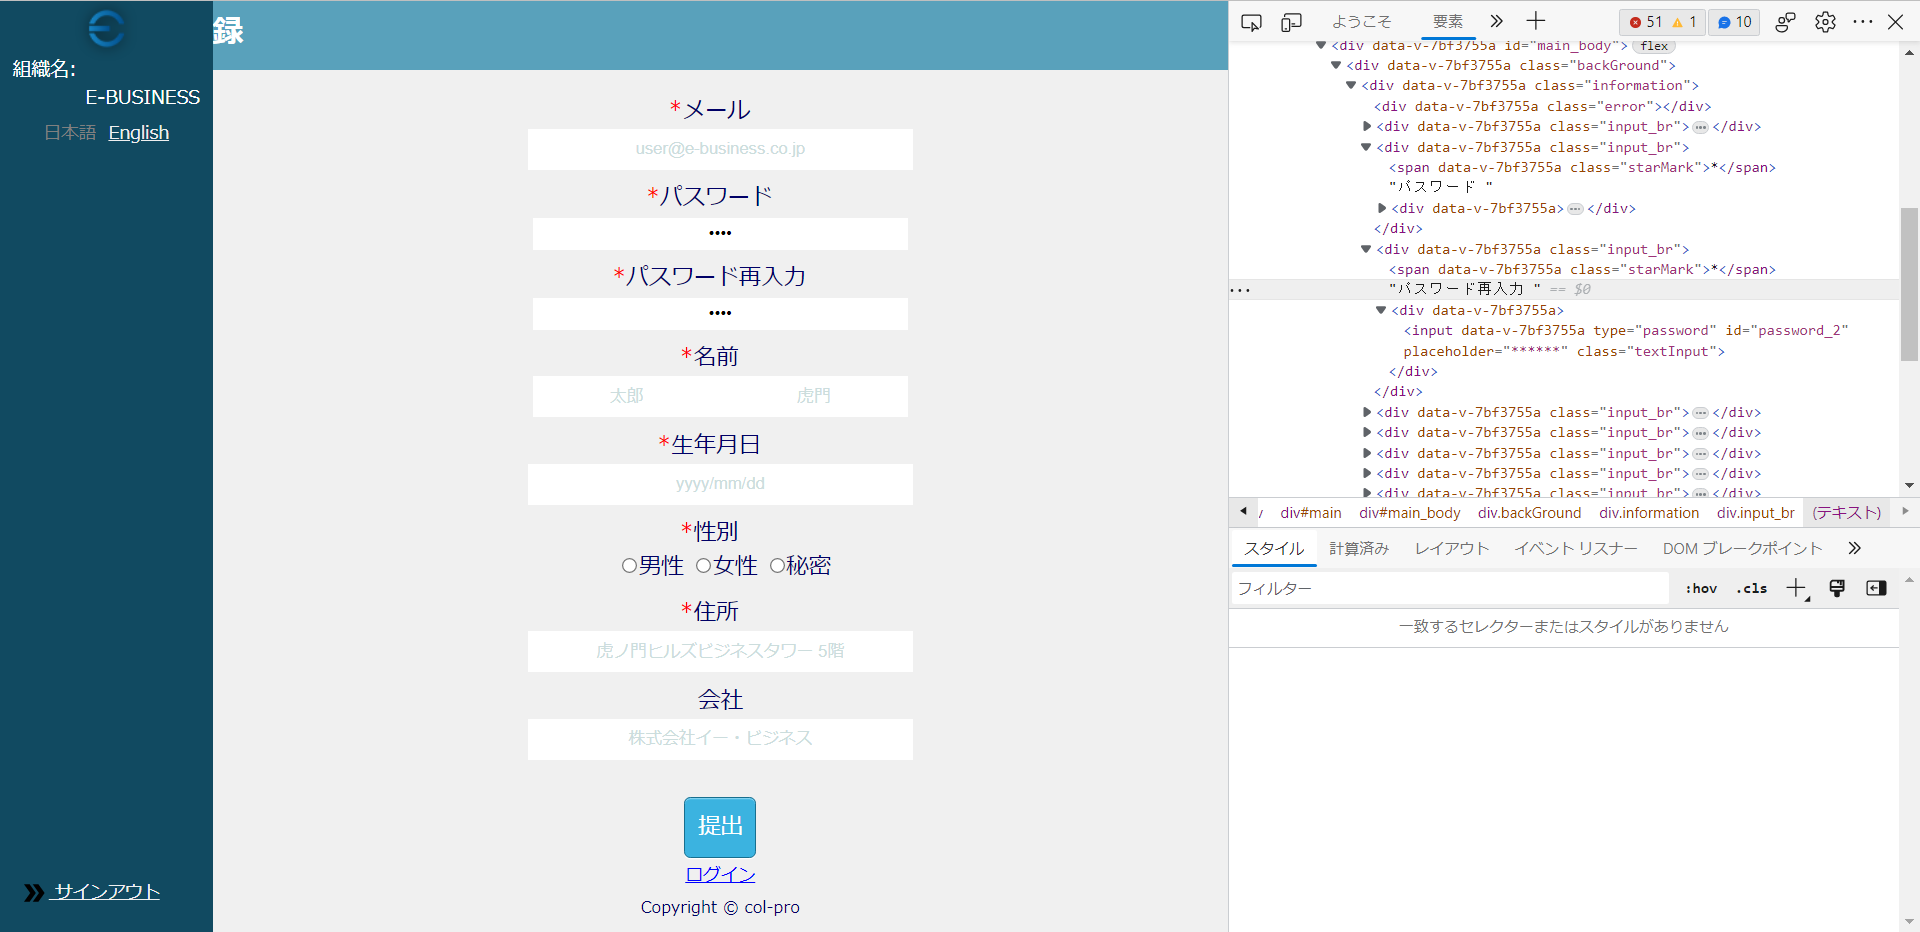 録
組織名:
E-BUSINESS
日本語 English
サインアウト
*メール
user@e-business.co.jp
*パスワード
••••
*パスワード再入力
••••
*名前
太郎 虎門
*生年月日
yyyy/mm/dd
*性別
男性 女性 秘密
*住所
虎ノ門ヒルズビジネスタワー 5階
会社
株式会社イー・ビジネス
提出
ログイン
Copyright © col-pro
ようこそ 要素 51 1 10
<div data-v-7bf3755a id="main_body"> flex
<div data-v-7bf3755a class="backGround">
<div data-v-7bf3755a class="information">
<div data-v-7bf3755a class="error"></div>
<div data-v-7bf3755a class="input_br">…</div>
<div data-v-7bf3755a class="input_br">
<span data-v-7bf3755a class="starMark">*</span>
"パスワード "
<div data-v-7bf3755a>…</div>
</div>
<div data-v-7bf3755a class="input_br">
<span data-v-7bf3755a class="starMark">*</span>
"パスワード再入力 " == $0
<div data-v-7bf3755a>
<input data-v-7bf3755a type="password" id="password_2"
placeholder="******" class="textInput">
</div>
</div>
<div data-v-7bf3755a class="input_br">…</div>
<div data-v-7bf3755a class="input_br">…</div>
<div data-v-7bf3755a class="input_br">…</div>
<div data-v-7bf3755a class="input_br">…</div>
<div data-v-7bf3755a class="input_br">…</div>
div#main div#main_body div.backGround div.information div.input_br (テキスト)
スタイル 計算済み レイアウト イベント リスナー DOM ブレークポイント
フィルター :hov .cls
一致するセレクターまたはスタイルがありません